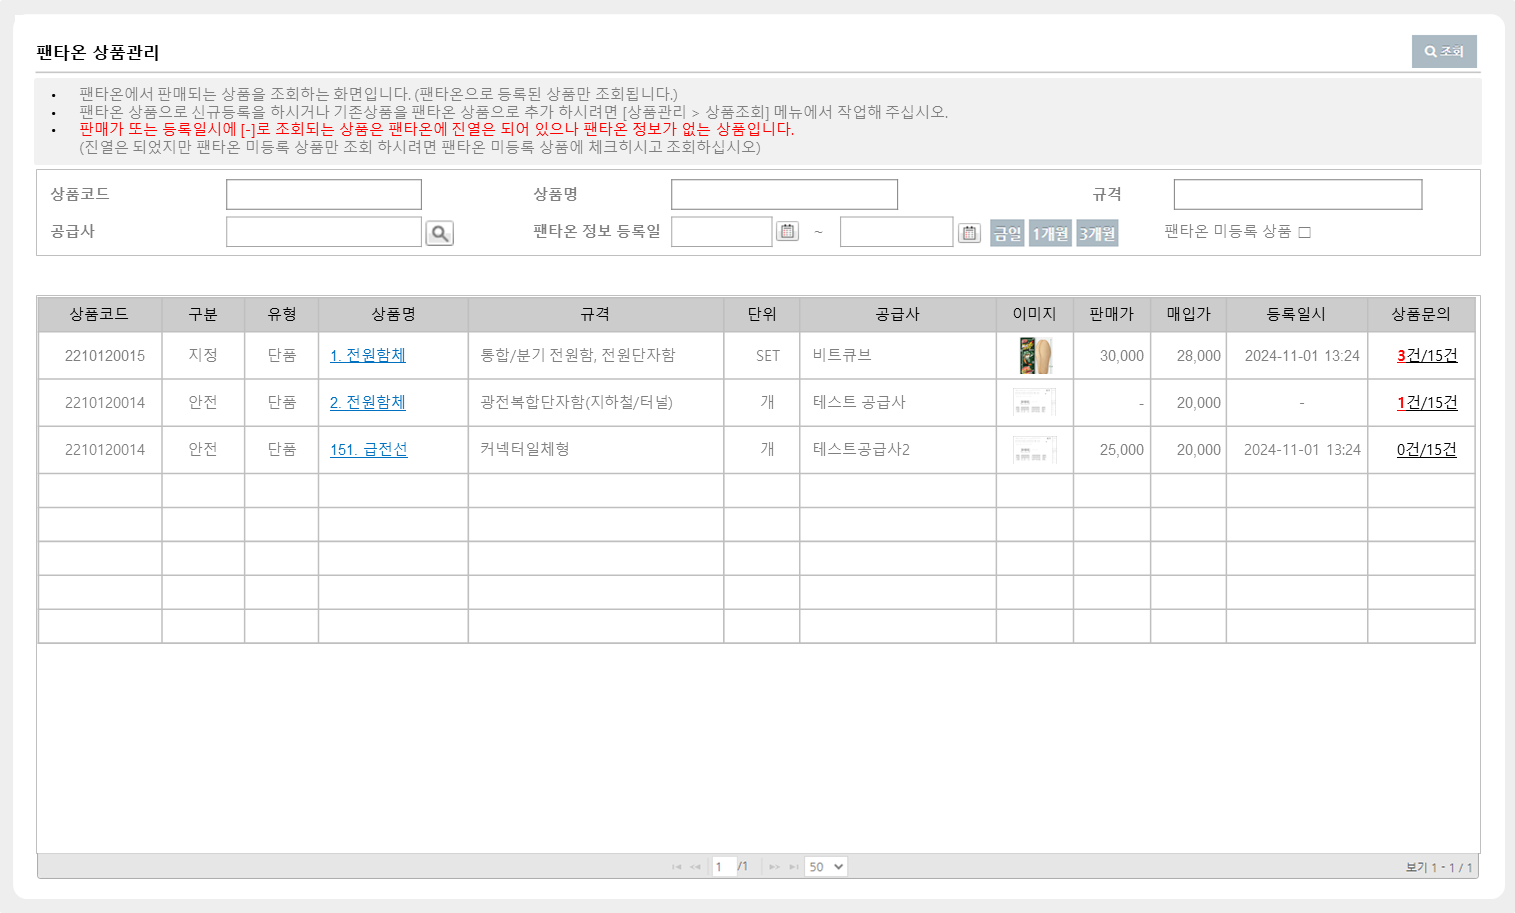 팬타온 상품관리
조회
• 팬타온에서 판매되는 상품을 조회하는 화면입니다. (팬타온으로 등록된 상품만 조회됩니다.)
• 팬타온 상품으로 신규등록을 하시거나 기존상품을 팬타온 상품으로 추가 하시려면 [상품관리 > 상품조회] 메뉴에서 작업해 주십시오.
• 판매가 또는 등록일시에 [-]로 조회되는 상품은 팬타온에 진열은 되어 있으나 팬타온 정보가 없는 상품입니다.
(진열은 되었지만 팬타온 미등록 상품만 조회 하시려면 팬타온 미등록 상품에 체크히시고 조회하십시오)
상품코드 상품명 규격
공급사 팬타온 정보 등록일 ~ 금일 1개월 3개월 팬타온 미등록 상품 □
상품코드 구분 유형 상품명 규격 단위 공급사 이미지 판매가 매입가 등록일시 상품문의
2210120015 지정 단품 1. 전원함체 통합/분기 전원함, 전원단자함 SET 비트큐브 30,000 28,000 2024-11-01 13:24 3건/15건
2210120014 안전 단품 2. 전원함체 광전복합단자함(지하철/터널) 개 테스트 공급사 - 20,000 - 1건/15건
2210120014 안전 단품 151. 급전선 커넥터일체형 개 테스트공급사2 25,000 20,000 2024-11-01 13:24 0건/15건
1 /1 50 보기 1 - 1 / 1